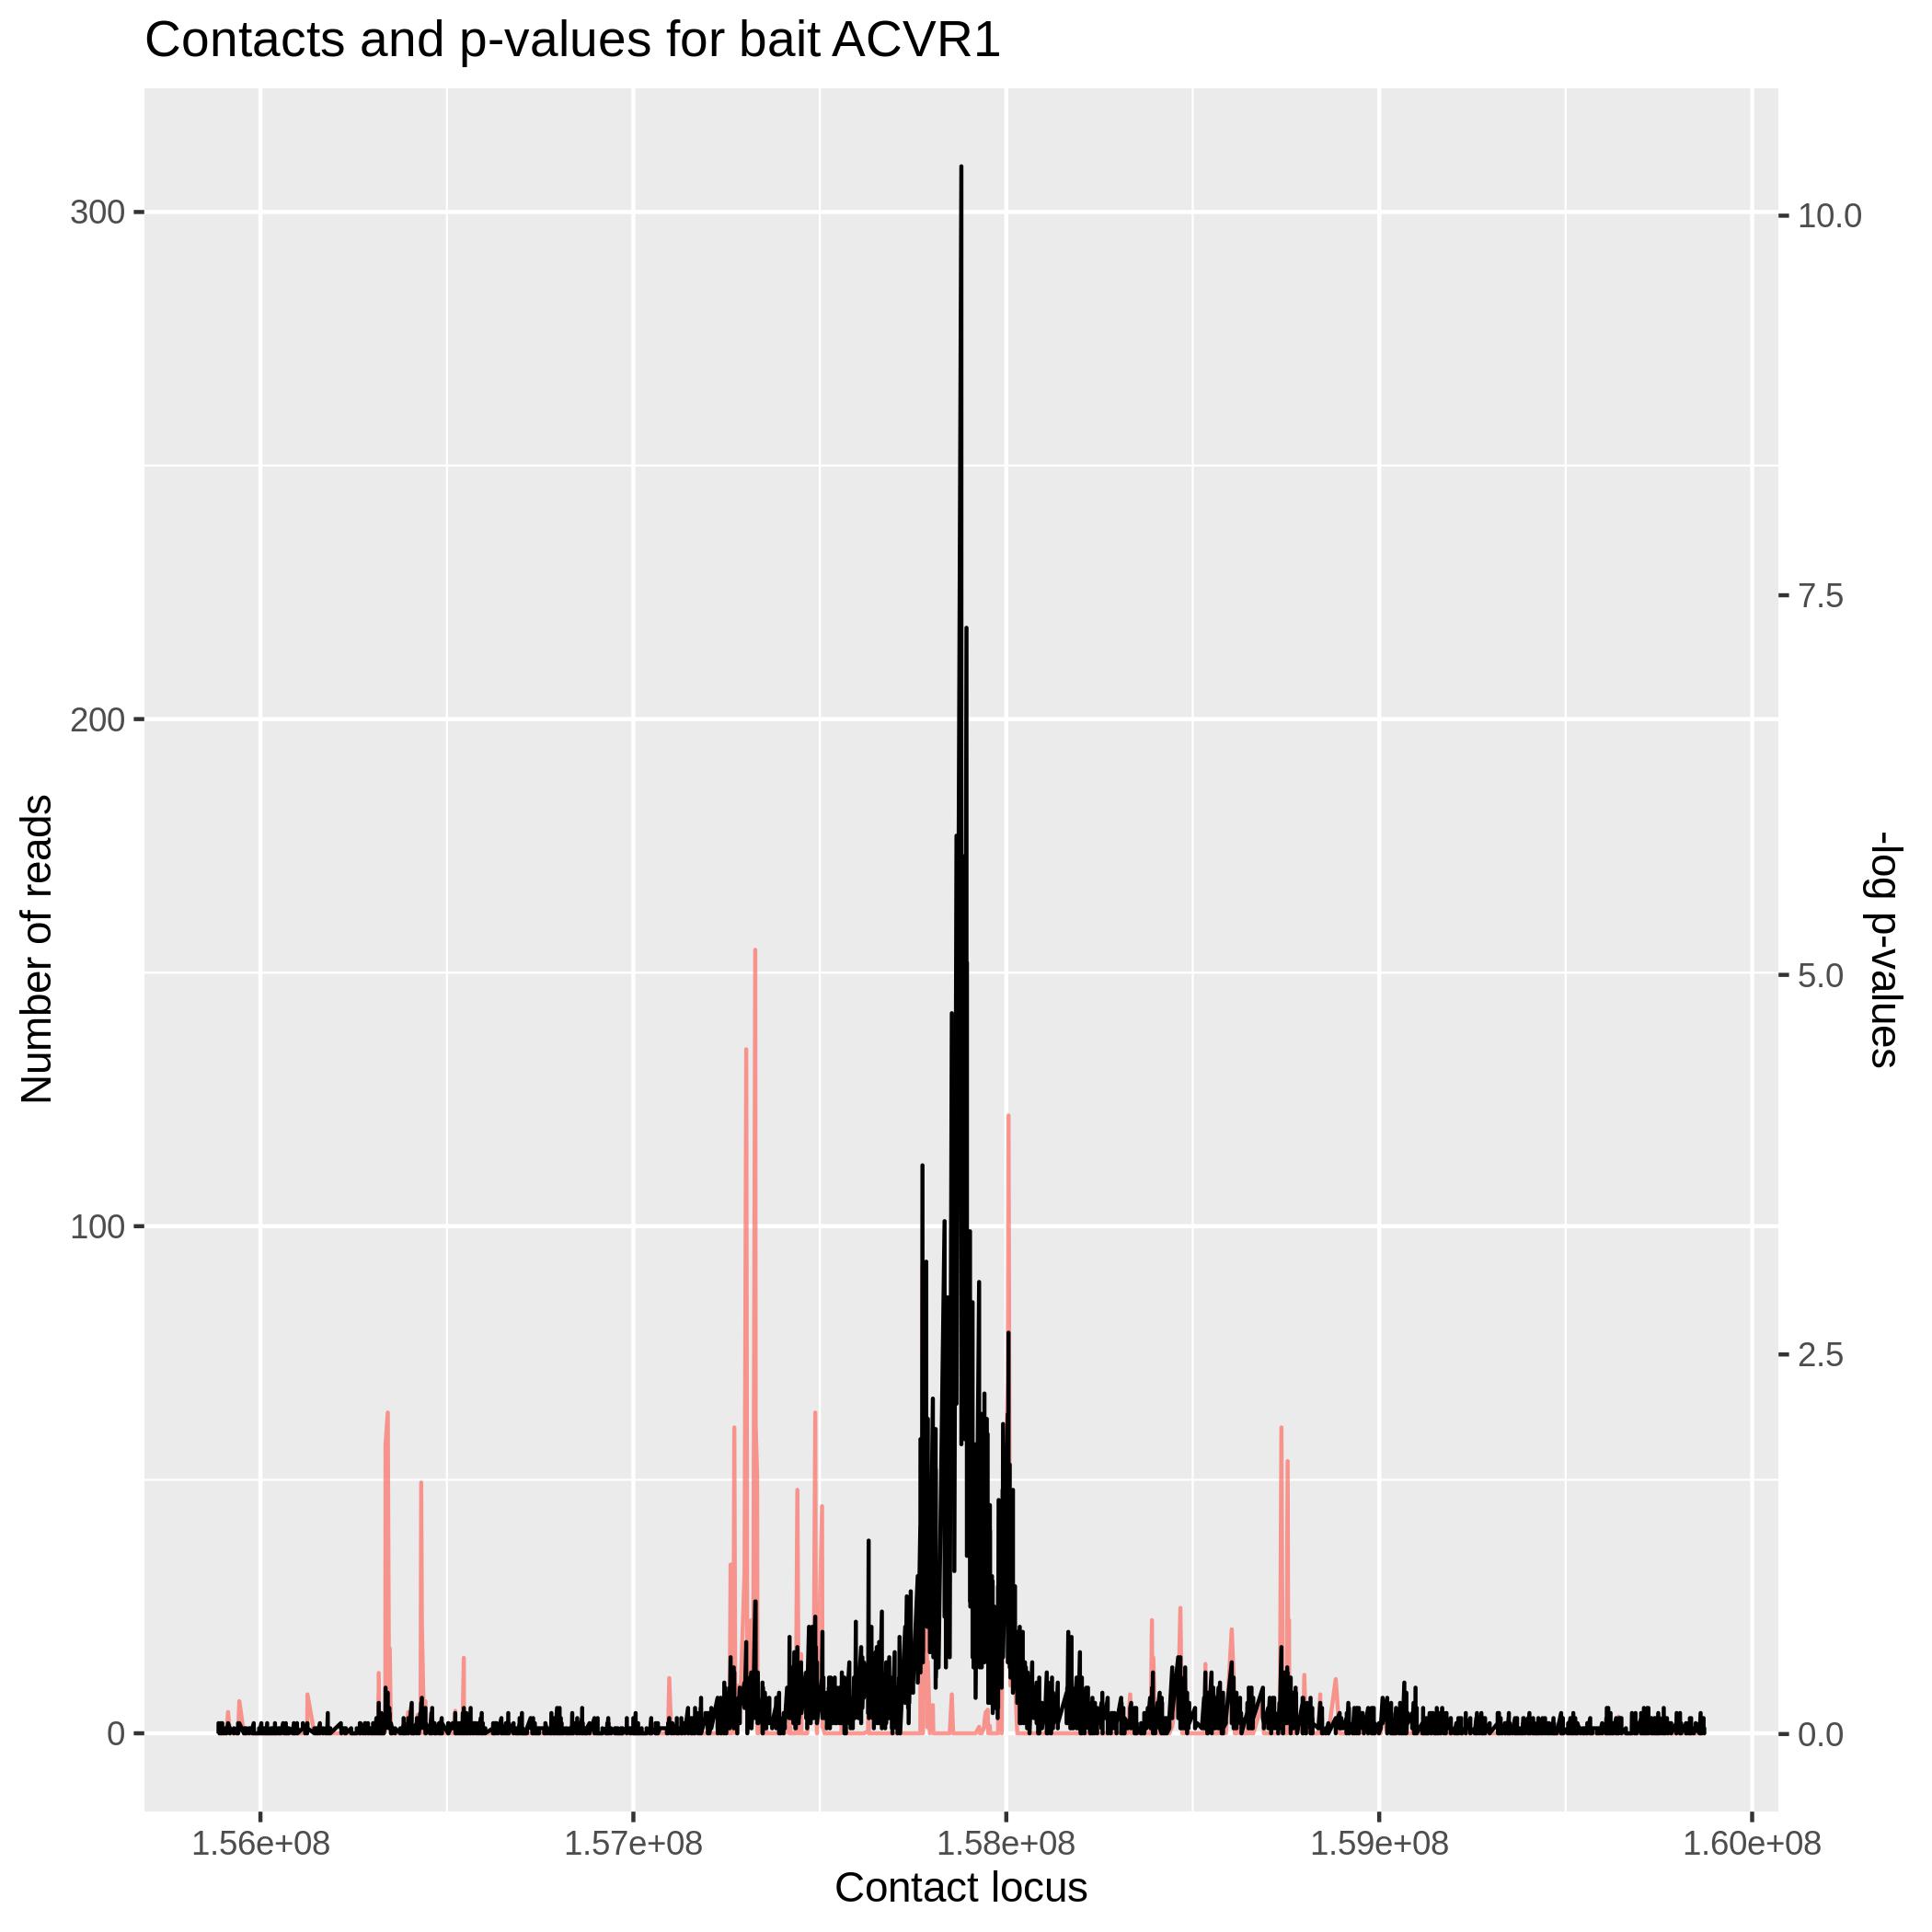 Contacts and p-values for bait ACVR1
300
200
100
0
Number of reads
10.0
7.5
5.0
2.5
0.0
-log p-values
1.56e+08
1.57e+08
1.58e+08
1.59e+08
1.60e+08
Contact locus